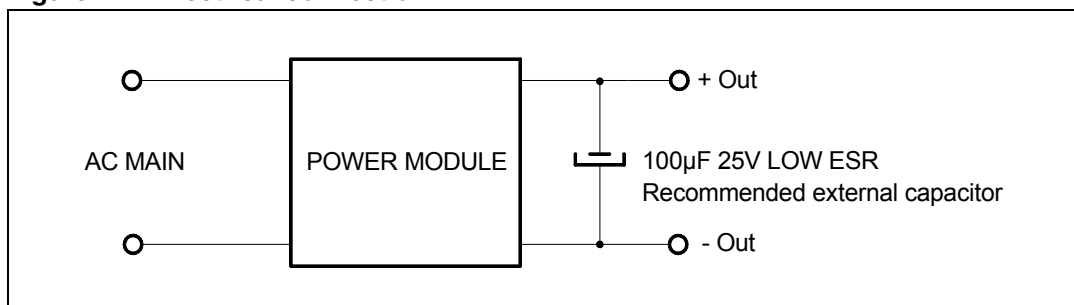 + Out
AC MAIN
POWER MODULE
100µF 25V LOW ESR
Recommended external capacitor
- Out